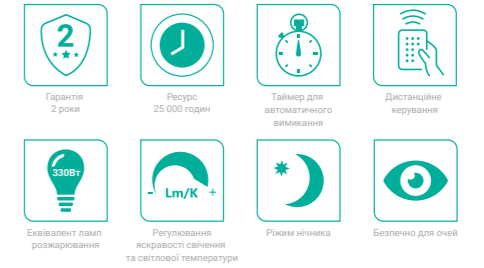 2
Гарантія
2 роки
Ресурс
25 000 годин
Таймер для
автоматичного
вимикання
Дистанційне
керування
330Вт
Еквівалент ламп
розжарювання
- Lm/K +
Регулювання
яскравості свічення
та світлової температури
Ріжим нічника
Безпечно для очей